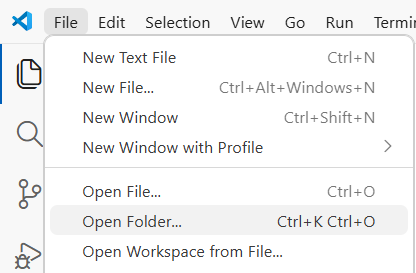 File Edit Selection View Go Run
New Text File Ctrl+N
New File... Ctrl+Alt+Windows+N
New Window Ctrl+Shift+N
New Window with Profile
Open File... Ctrl+O
Open Folder... Ctrl+K Ctrl+O
Open Workspace from File...